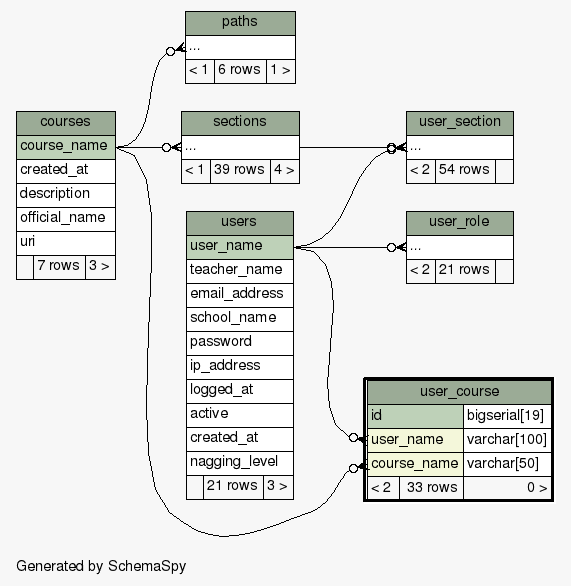 paths
...
< 1 6 rows 1 >
courses
course_name
created_at
description
official_name
uri
7 rows 3 >
sections
...
< 1 39 rows 4 >
user_section
...
< 2 54 rows
users
user_name
teacher_name
email_address
school_name
password
ip_address
logged_at
active
created_at
nagging_level
21 rows 3 >
user_role
...
< 2 21 rows
user_course
id bigserial[19]
user_name varchar[100]
course_name varchar[50]
< 2 33 rows 0 >
Generated by SchemaSpy